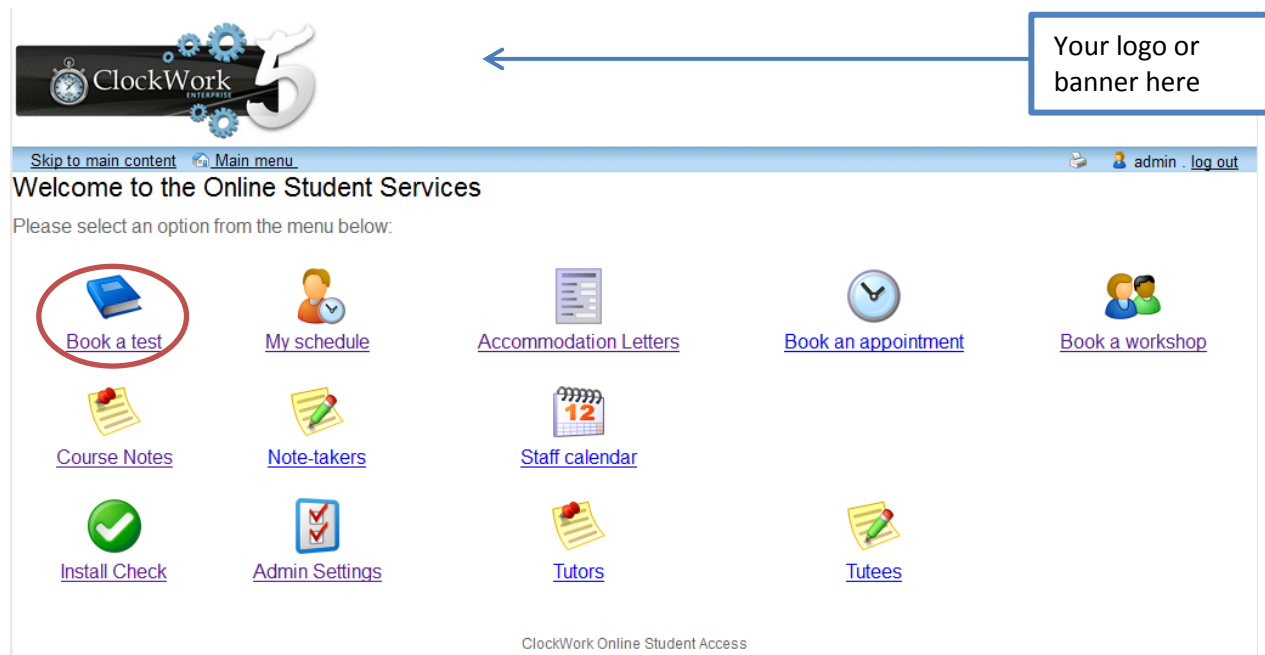 ClockWork
ENTERPRISE
5
Your logo or
banner here
Skip to main content Main menu admin . log out
Welcome to the Online Student Services
Please select an option from the menu below:
Book a test My schedule Accommodation Letters Book an appointment Book a workshop
12
Course Notes Note-takers Staff calendar
Install Check Admin Settings Tutors Tutees
ClockWork Online Student Access